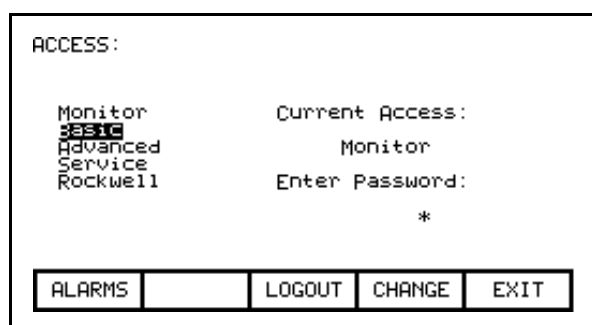 ACCESS:
Monitor
Basic
Advanced
Service
Rockwell
Current Access:
Monitor
Enter Password:
*
ALARMS LOGOUT CHANGE EXIT